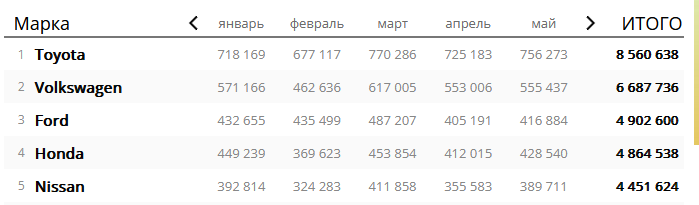 Марка январь февраль март апрель май ИТОГО
1 Toyota 718 169 677 117 770 286 725 183 756 273 8 560 638
2 Volkswagen 571 166 462 636 617 005 553 006 555 437 6 687 736
3 Ford 432 655 435 499 487 207 405 191 416 884 4 902 600
4 Honda 449 239 369 623 453 854 412 015 428 540 4 864 538
5 Nissan 392 814 324 283 411 858 355 583 389 711 4 451 624